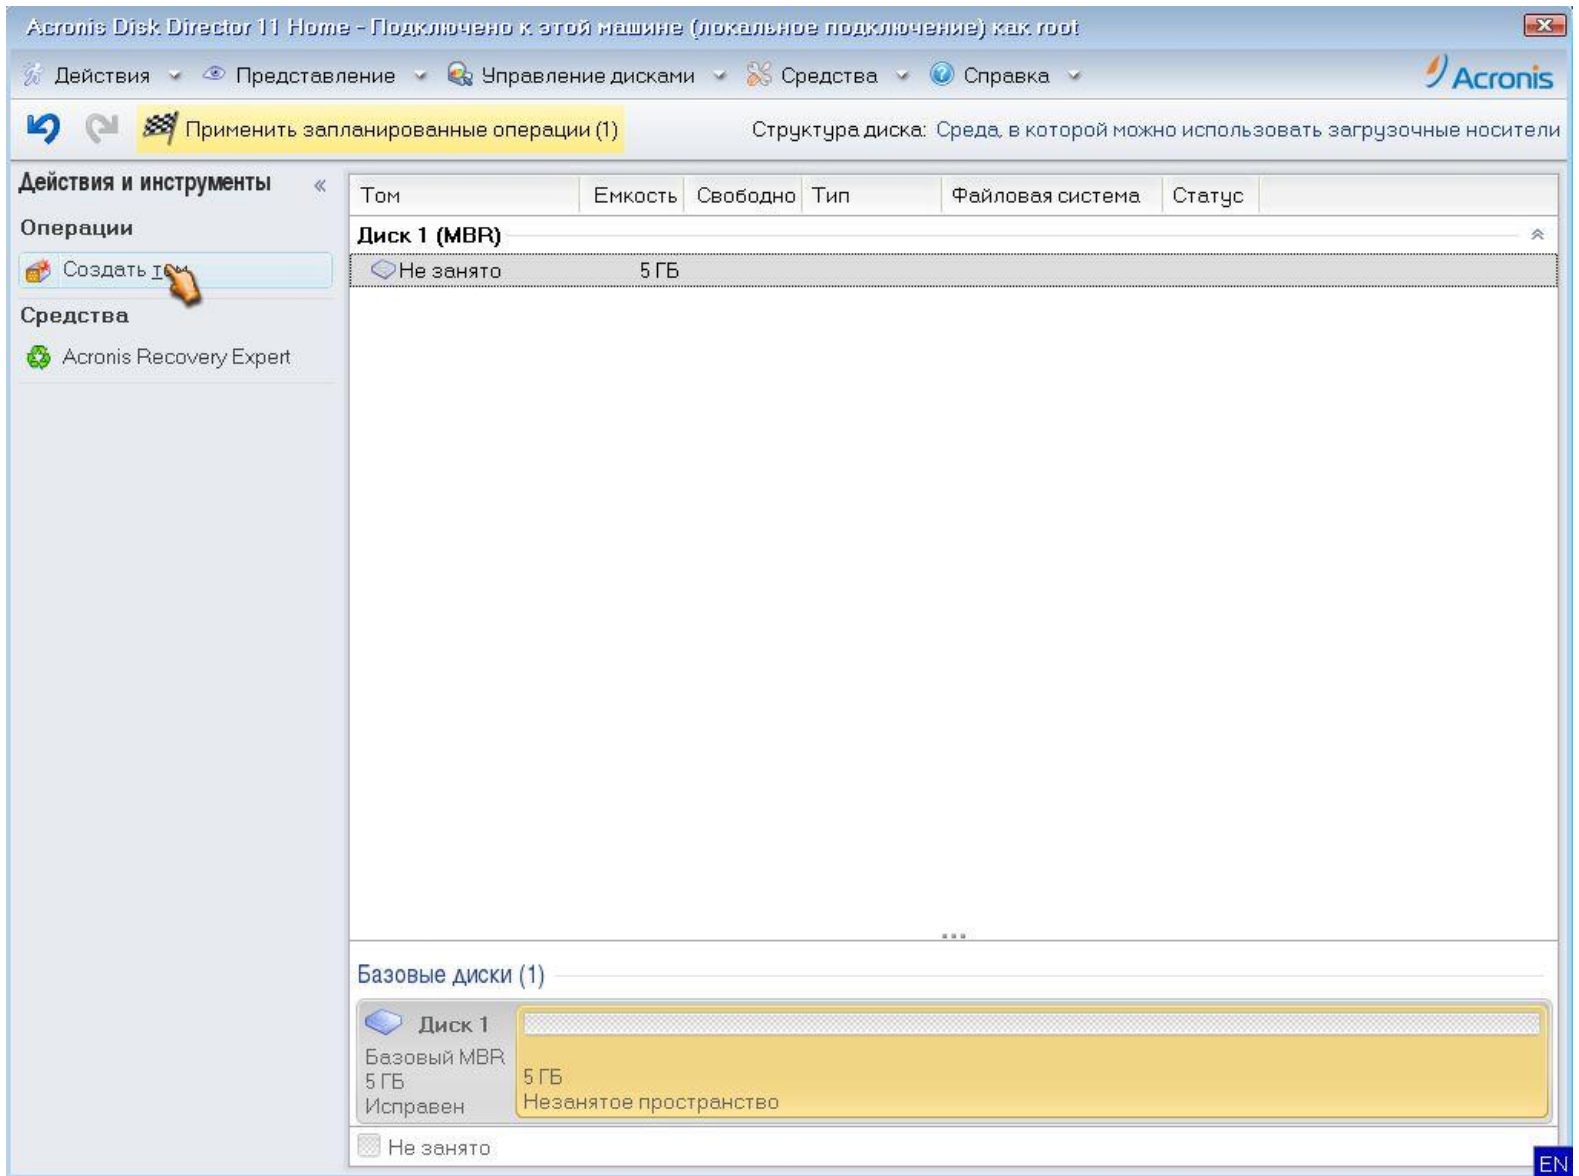 Acronis Disk Director 11 Home - Подключено к этой машине (локальное подключение) как root
Действия Представление Управление дисками Средства Справка Acronis
Применить запланированные операции (1) Структура диска: Среда, в которой можно использовать загрузочные носители
Действия и инструменты «
Операции
Создать
Средства
Acronis Recovery Expert
Том Емкость Свободно Тип Файловая система Статус
Диск 1 (MBR)
Не занято 5 ГБ
Базовые диски (1)
Диск 1
Базовый MBR
5 ГБ
Исправен
5 ГБ
Незанятое пространство
Не занято
EN